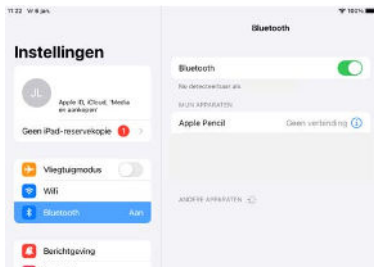 11:22 W 6 jan.
100%
Instellingen
JL
Apple ID, iCloud, 'Media
en aankopen'
Geen iPad-reservekopie 1
Vliegtuigmodus
Wifi
Bluetooth Aan
Berichtgeving
Bluetooth
Bluetooth
Nu detecteerbaar als
MIJN APPARATEN
Apple Pencil Geen verbinding
ANDERE APPARATEN